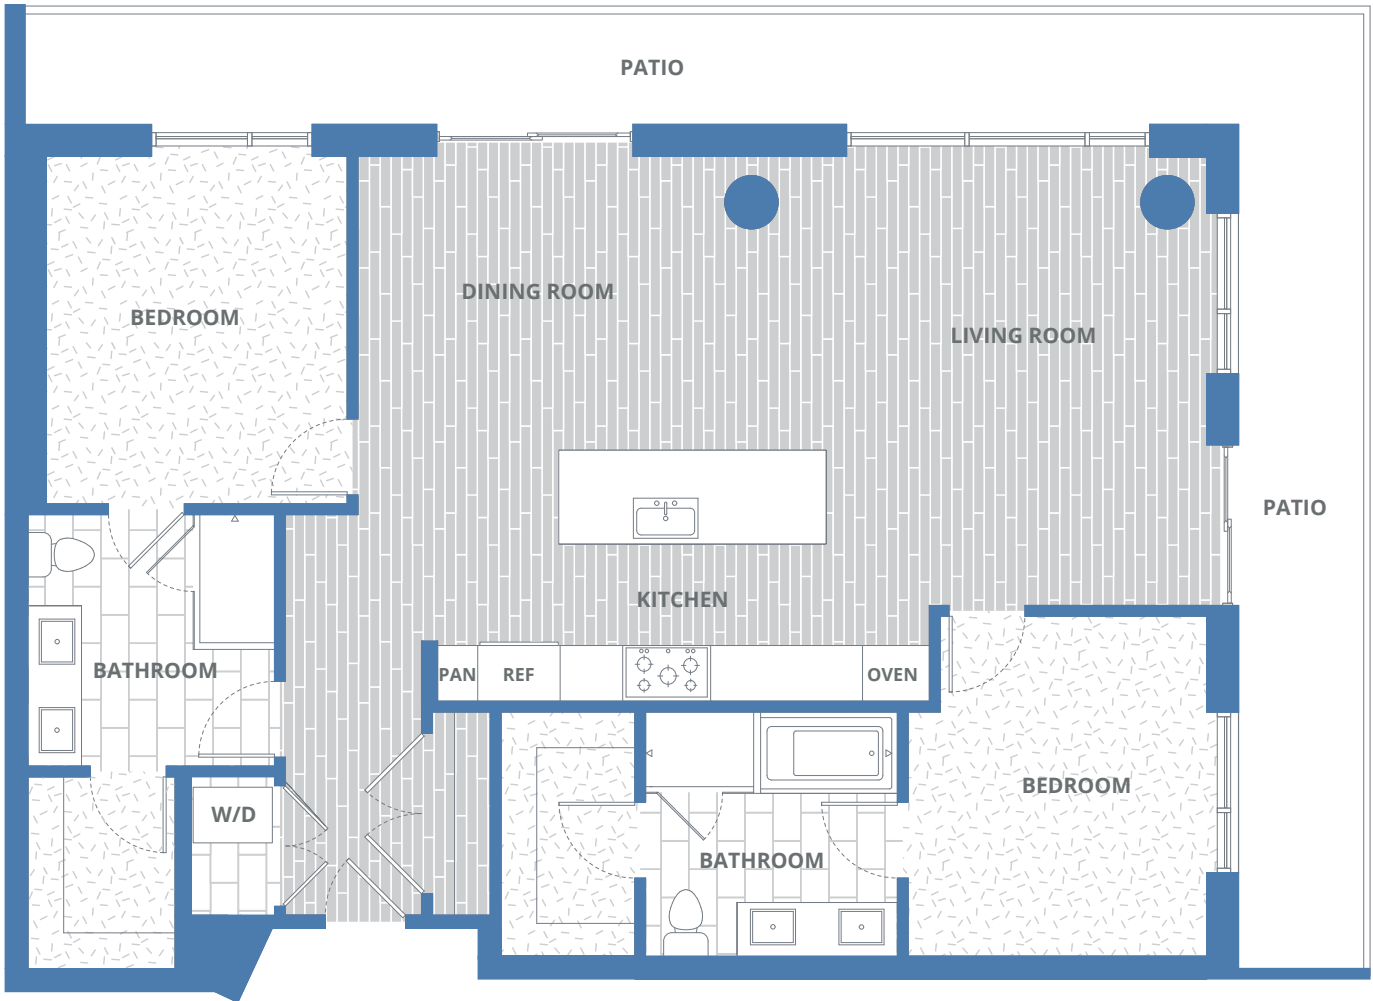 PATIO
DINING ROOM
BEDROOM
LIVING ROOM
PATIO
KITCHEN
BATHROOM
PAN
REF
OVEN
BEDROOM
W/D
BATHROOM